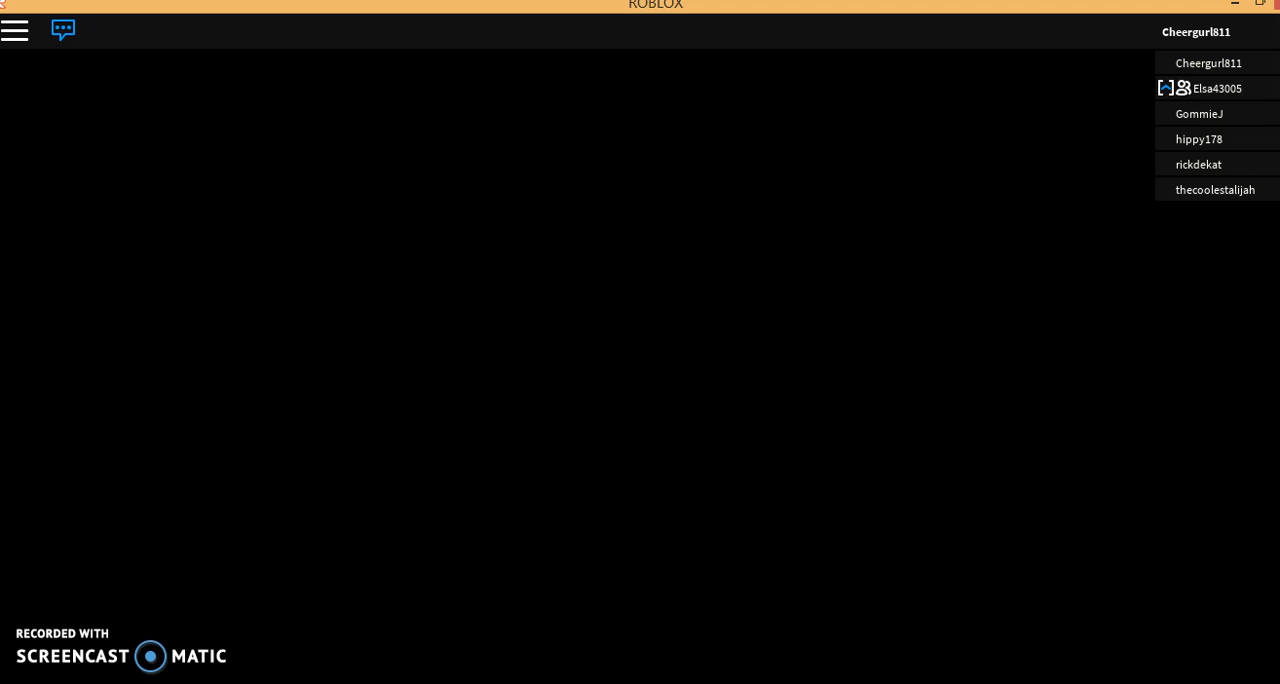 ROBLOX
Cheergurl811
Cheergurl811
Elsa43005
GommieJ
hippy178
rickdekat
thecoolestalijah
RECORDED WITH
SCREENCAST MATIC